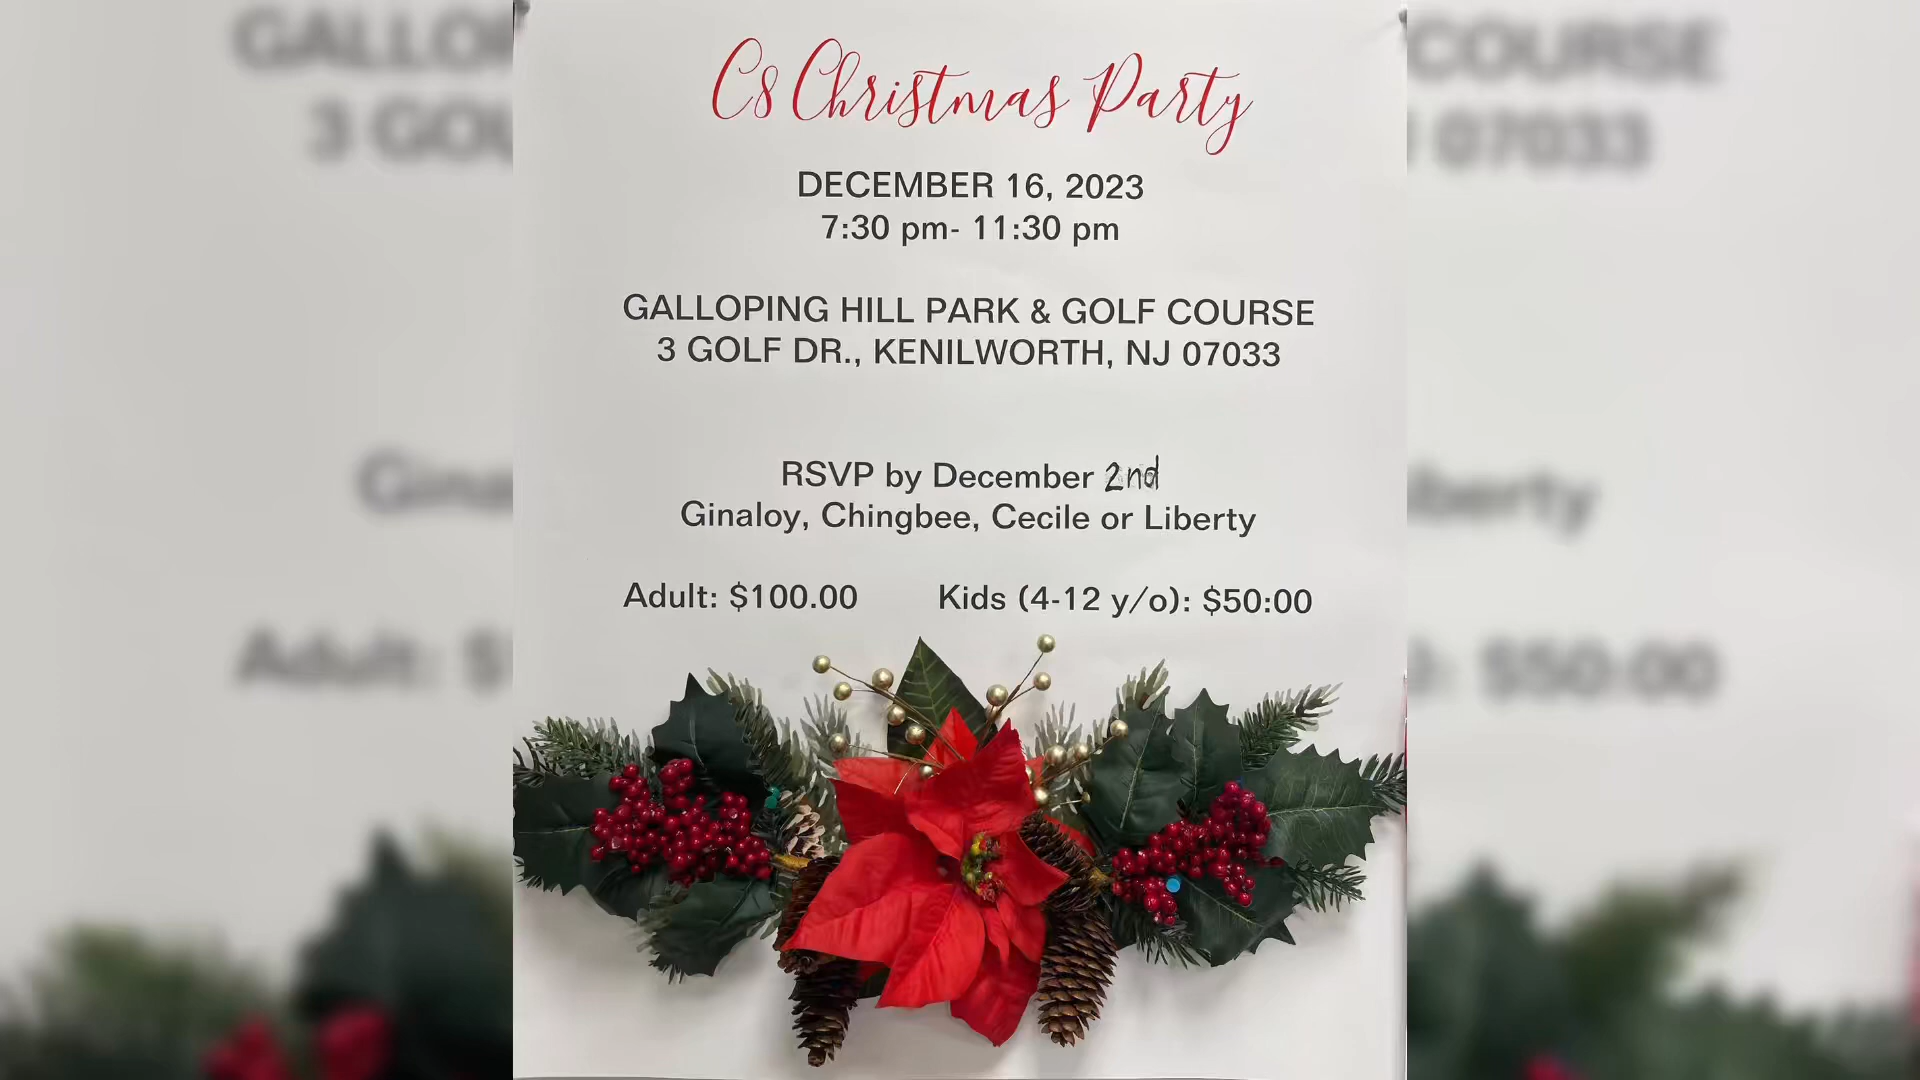 C8 Christmas Party
DECEMBER 16, 2023
7:30 pm- 11:30 pm
GALLOPING HILL PARK & GOLF COURSE
3 GOLF DR., KENILWORTH, NJ 07033
RSVP by December 2nd
Ginaloy, Chingbee, Cecile or Liberty
Adult: $100.00 Kids (4-12 y/o): $50:00